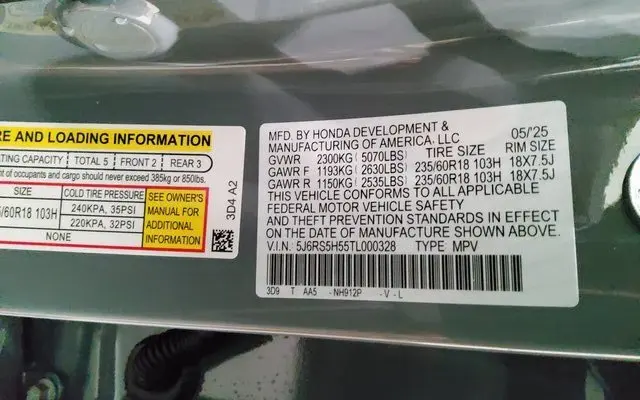 RE AND LOADING INFORMATION
ATING CAPACITY TOTAL 5 FRONT 2 REAR 3
nt of occupants and cargo should never exceed 385kg or 850lbs.
SIZE COLD TIRE PRESSURE SEE OWNER'S MANUAL FOR ADDITIONAL INFORMATION
5/60R18 103H 240KPA, 35PSI
220KPA, 32PSI
NONE
3D4 A2
MFD. BY HONDA DEVELOPMENT & 05/25
MANUFACTURING OF AMERICA, LLC
GVWR 2300KG (5070LBS) TIRE SIZE RIM SIZE
GAWR F 1193KG (2630LBS) 235/60R18 103H 18X7.5J
GAWR R 1150KG (2535LBS) 235/60R18 103H 18X7.5J
THIS VEHICLE CONFORMS TO ALL APPLICABLE
FEDERAL MOTOR VEHICLE SAFETY
AND THEFT PREVENTION STANDARDS IN EFFECT
ON THE DATE OF MANUFACTURE SHOWN ABOVE.
V.I.N. 5J6RS5H55TL000328 TYPE MPV
3D9 T AA5 -NH912P -V-L